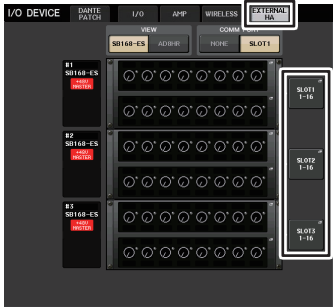 I/O DEVICE
DANTE PATCH
I/O
AMP
WIRELESS
EXTERNAL HA
VIEW
COMM PORT
SB168-ES
AD8HR
NONE
SLOT1
#1
SB168-ES
+48V MASTER
SLOT1
1-16
#2
SB168-ES
+48V MASTER
SLOT2
1-16
#3
SB168-ES
+48V MASTER
SLOT3
1-16